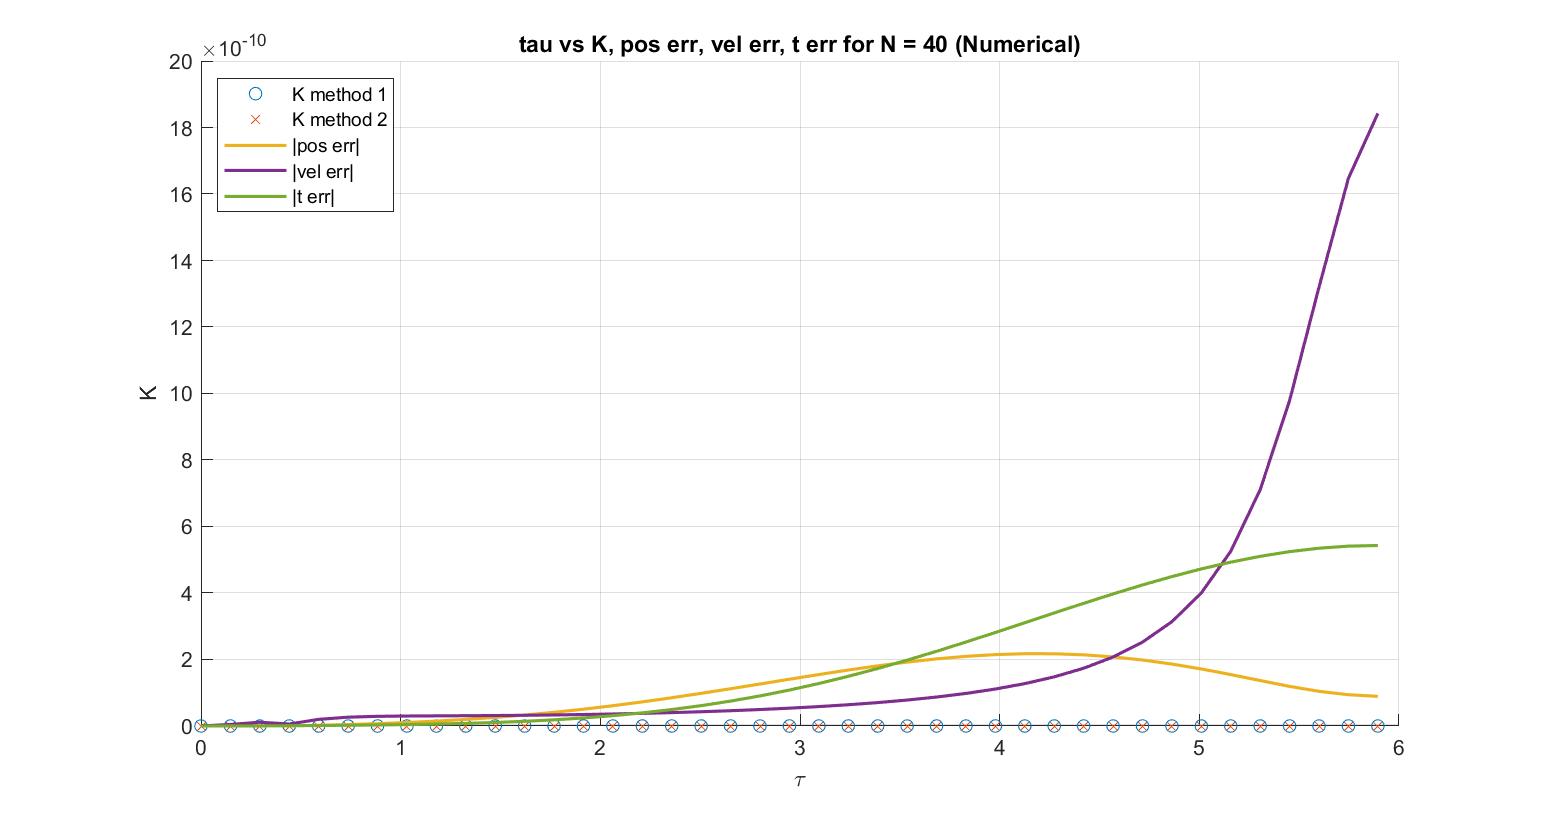 tau vs K, pos err, vel err, t err for N = 40 (Numerical)
×10^-10
20
18
16
14
12
10
8
6
4
2
0
K
K method 1
K method 2
|pos err|
|vel err|
|t err|
0 1 2 3 4 5 6
τ